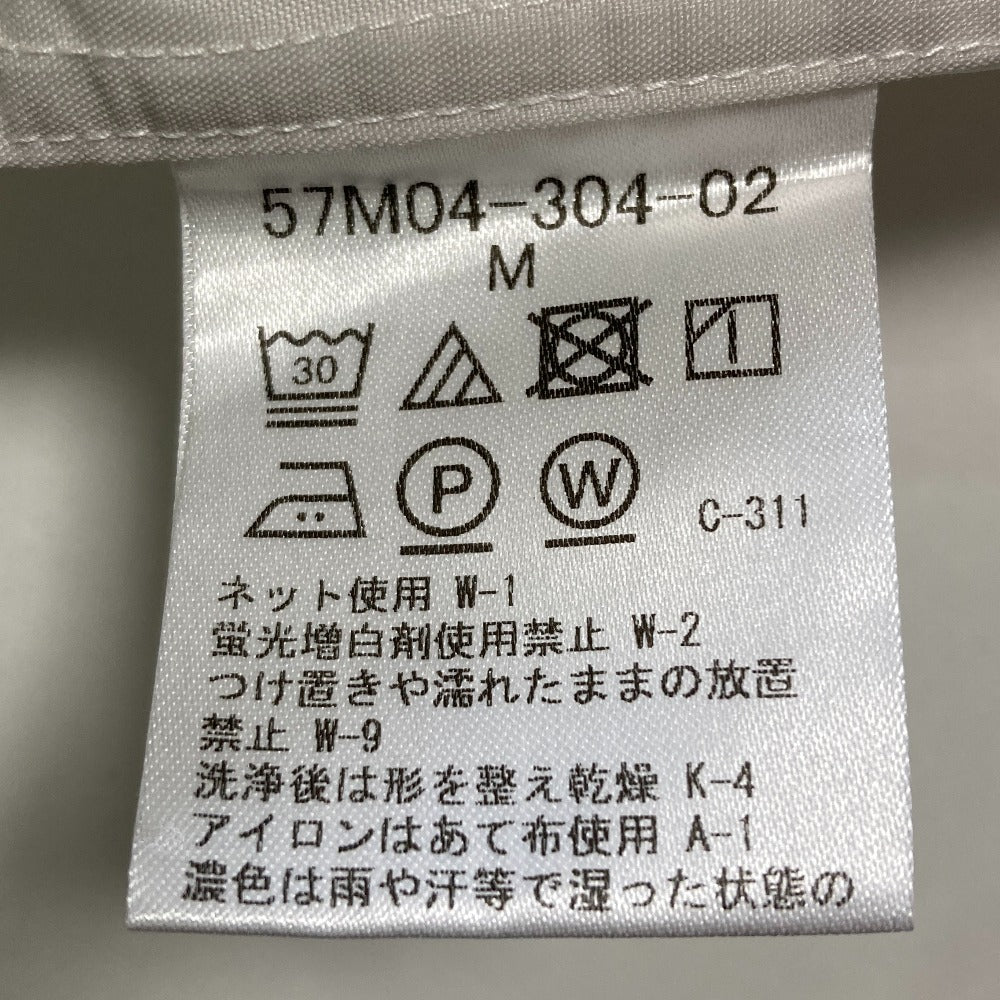 57M04-304-02
M
30
P
W
C-311
ネット使用 W-1
蛍光増白剤使用禁止 W-2
つけ置きや濡れたままの放置
禁止 W-9
洗浄後は形を整え乾燥 K-4
アイロンはあて布使用 A-1
濃色は雨や汗等で湿った状態の